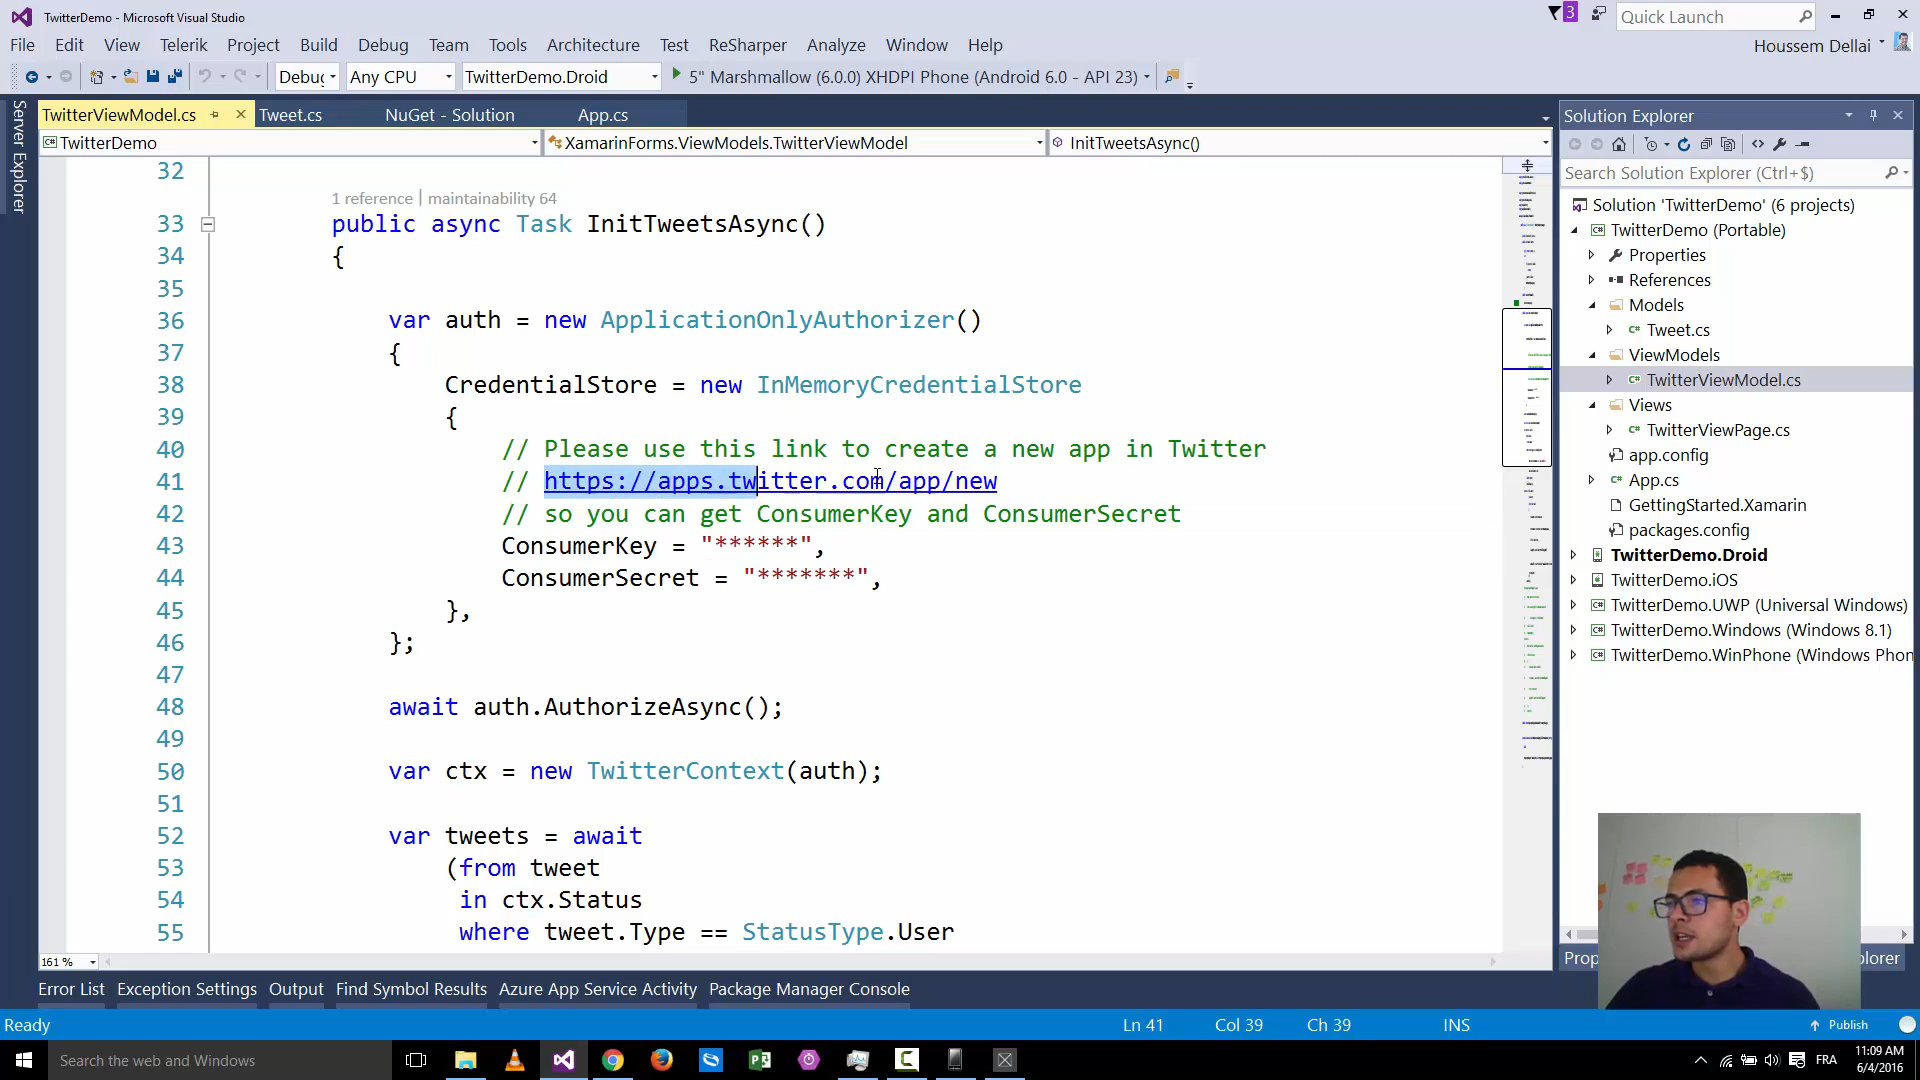 TwitterDemo - Microsoft Visual Studio
3
Quick Launch
File Edit View Telerik Project Build Debug Team Tools Architecture Test ReSharper Analyze Window Help
Houssem Dellai
Debug Any CPU TwitterDemo.Droid 5" Marshmallow (6.0.0) XHDPI Phone (Android 6.0 - API 23)
Server Explorer
TwitterViewModel.cs Tweet.cs NuGet - Solution App.cs
TwitterDemo XamarinForms.ViewModels.TwitterViewModel InitTweetsAsync()
32
1 reference | maintainability 64
33 public async Task InitTweetsAsync()
34 {
35
36 var auth = new ApplicationOnlyAuthorizer()
37 {
38 CredentialStore = new InMemoryCredentialStore
39 {
40 // Please use this link to create a new app in Twitter
41 // https://apps.twitter.com/app/new
42 // so you can get ConsumerKey and ConsumerSecret
43 ConsumerKey = "******",
44 ConsumerSecret = "*******",
45 },
46 };
47
48 await auth.AuthorizeAsync();
49
50 var ctx = new TwitterContext(auth);
51
52 var tweets = await
53 (from tweet
54 in ctx.Status
55 where tweet.Type == StatusType.User
161 %
Solution Explorer
Search Solution Explorer (Ctrl+$)
Solution 'TwitterDemo' (6 projects)
TwitterDemo (Portable)
Properties
References
Models
Tweet.cs
ViewModels
TwitterViewModel.cs
Views
TwitterViewPage.cs
app.config
App.cs
GettingStarted.Xamarin
packages.config
TwitterDemo.Droid
TwitterDemo.iOS
TwitterDemo.UWP (Universal Windows)
TwitterDemo.Windows (Windows 8.1)
TwitterDemo.WinPhone (Windows Phon
Prop plorer
Error List Exception Settings Output Find Symbol Results Azure App Service Activity Package Manager Console
Ready Ln 41 Col 39 Ch 39 INS Publish
Search the web and Windows
FRA
11:09 AM
6/4/2016